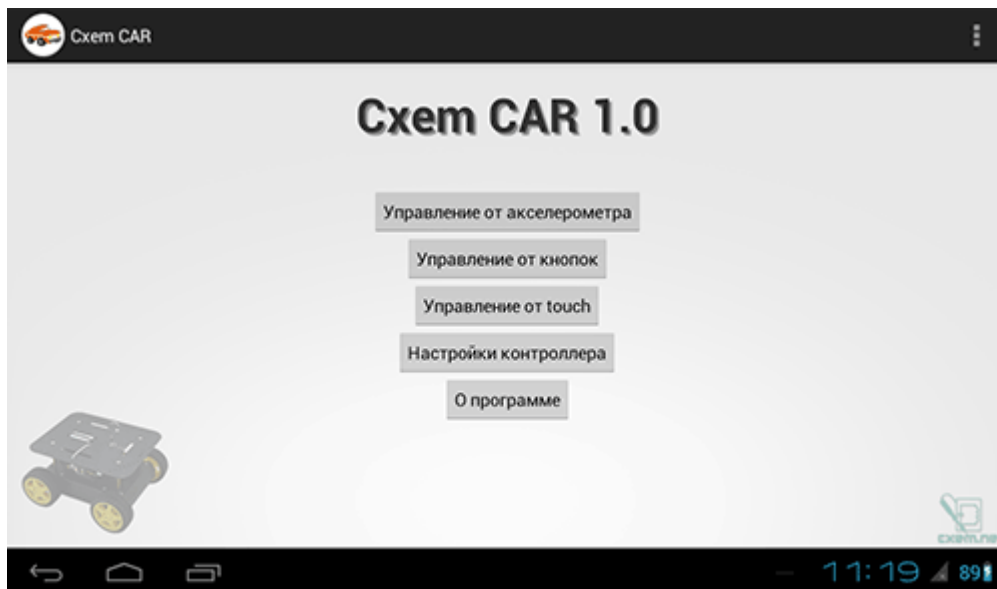 Cxem CAR
Cxem CAR 1.0
Управление от акселерометра
Управление от кнопок
Управление от touch
Настройки контроллера
О программе
cxem.ne
11:19
89